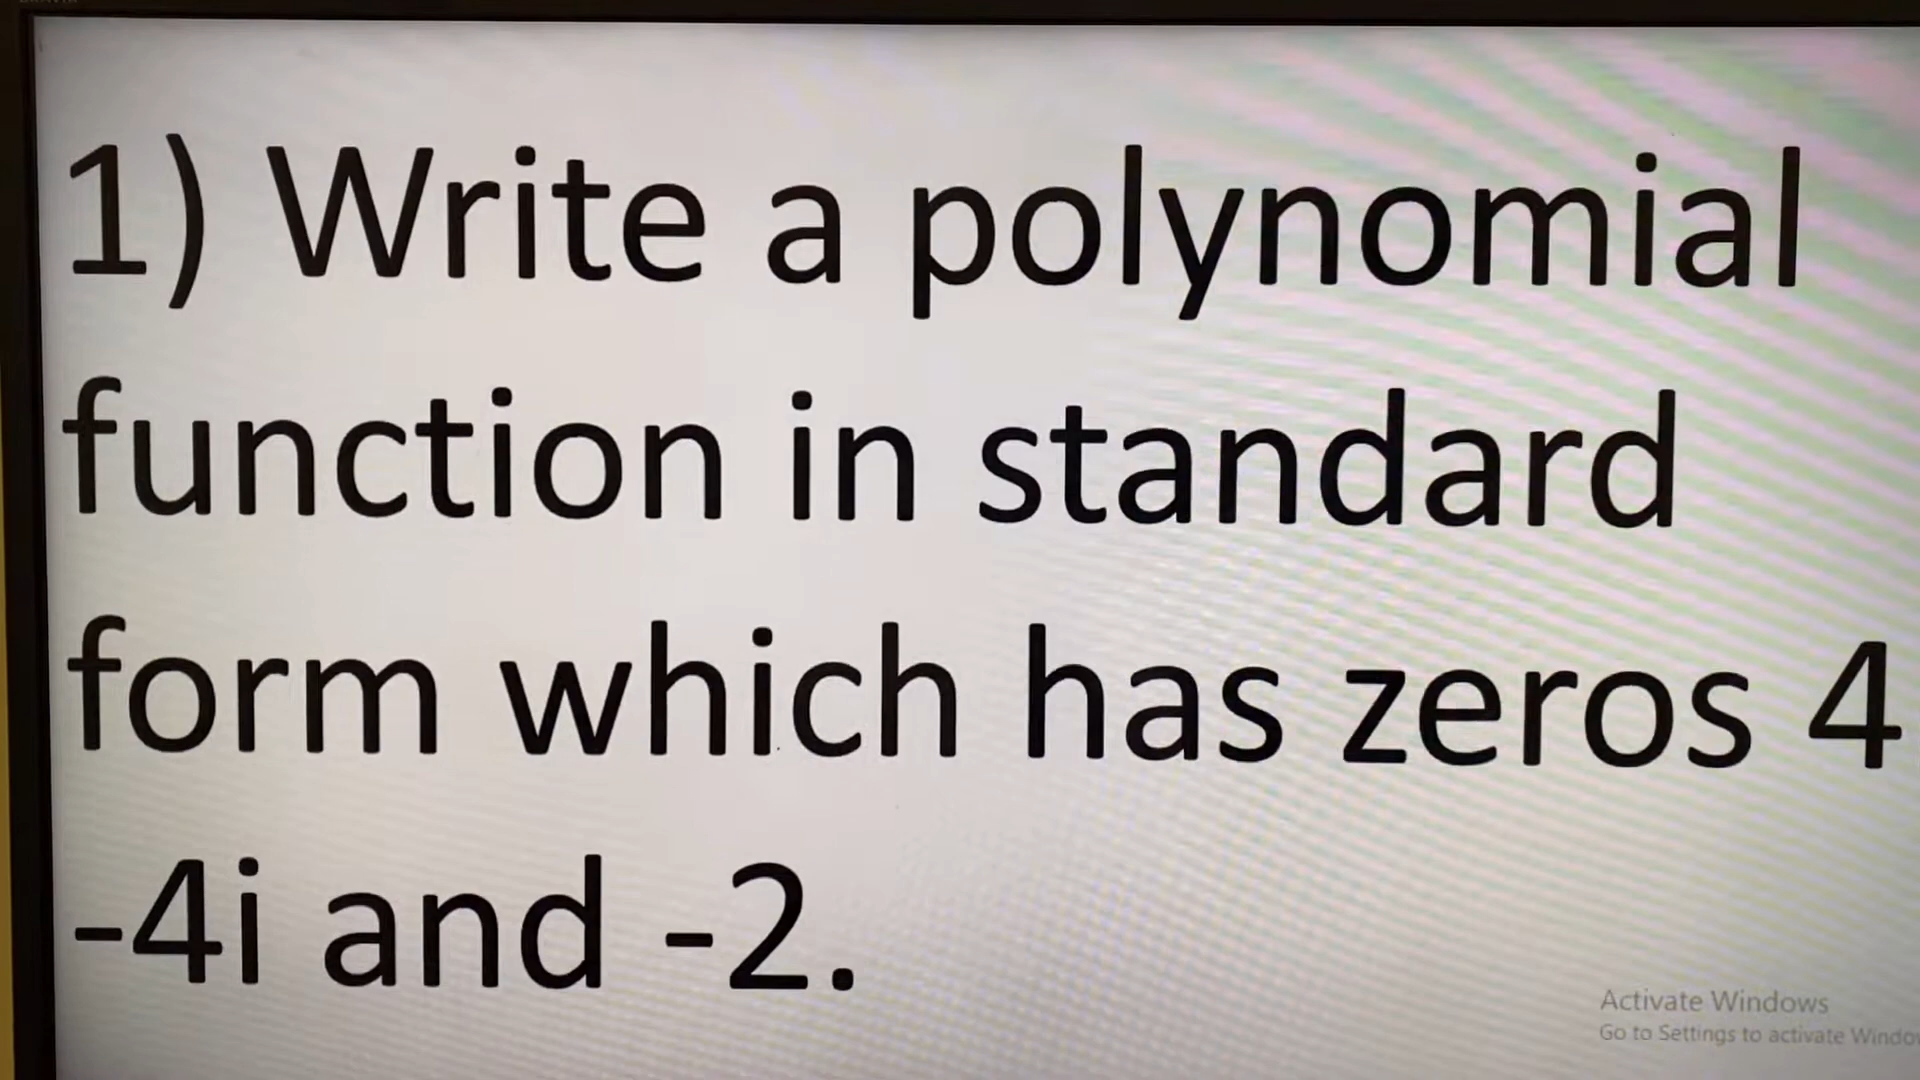 1) Write a polynomial
function in standard
form which has zeros 4
-4i and -2.
Activate Windows
Go to Settings to activate